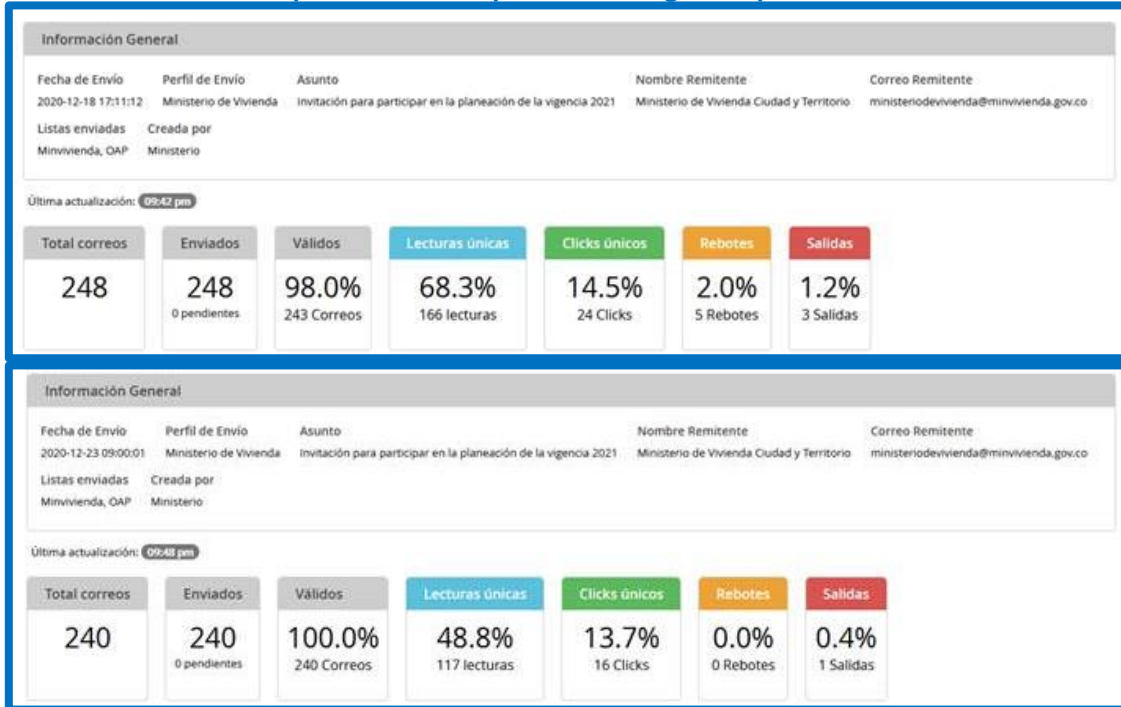 Información General
Fecha de Envío Perfil de Envío Asunto Nombre Remitente Correo Remitente
2020-12-18 17:11:12 Ministerio de Vivienda Invitación para participar en la planeación de la vigencia 2021 Ministerio de Vivienda Ciudad y Territorio ministeriodevivienda@minvivienda.gov.co
Listas enviadas Creada por
Minvivienda, OAP Ministerio
Última actualización: 09:42 pm
Total correos Enviados Válidos Lecturas únicas Clicks únicos Rebotes Salidas
248 248 98.0% 68.3% 14.5% 2.0% 1.2%
0 pendientes 243 Correos 166 lecturas 24 Clicks 5 Rebotes 3 Salidas
Información General
Fecha de Envío Perfil de Envío Asunto Nombre Remitente Correo Remitente
2020-12-23 09:00:01 Ministerio de Vivienda Invitación para participar en la planeación de la vigencia 2021 Ministerio de Vivienda Ciudad y Territorio ministeriodevivienda@minvivienda.gov.co
Listas enviadas Creada por
Minvivienda, OAP Ministerio
Última actualización: 09:48 pm
Total correos Enviados Válidos Lecturas únicas Clicks únicos Rebotes Salidas
240 240 100.0% 48.8% 13.7% 0.0% 0.4%
0 pendientes 240 Correos 117 lecturas 16 Clicks 0 Rebotes 1 Salidas